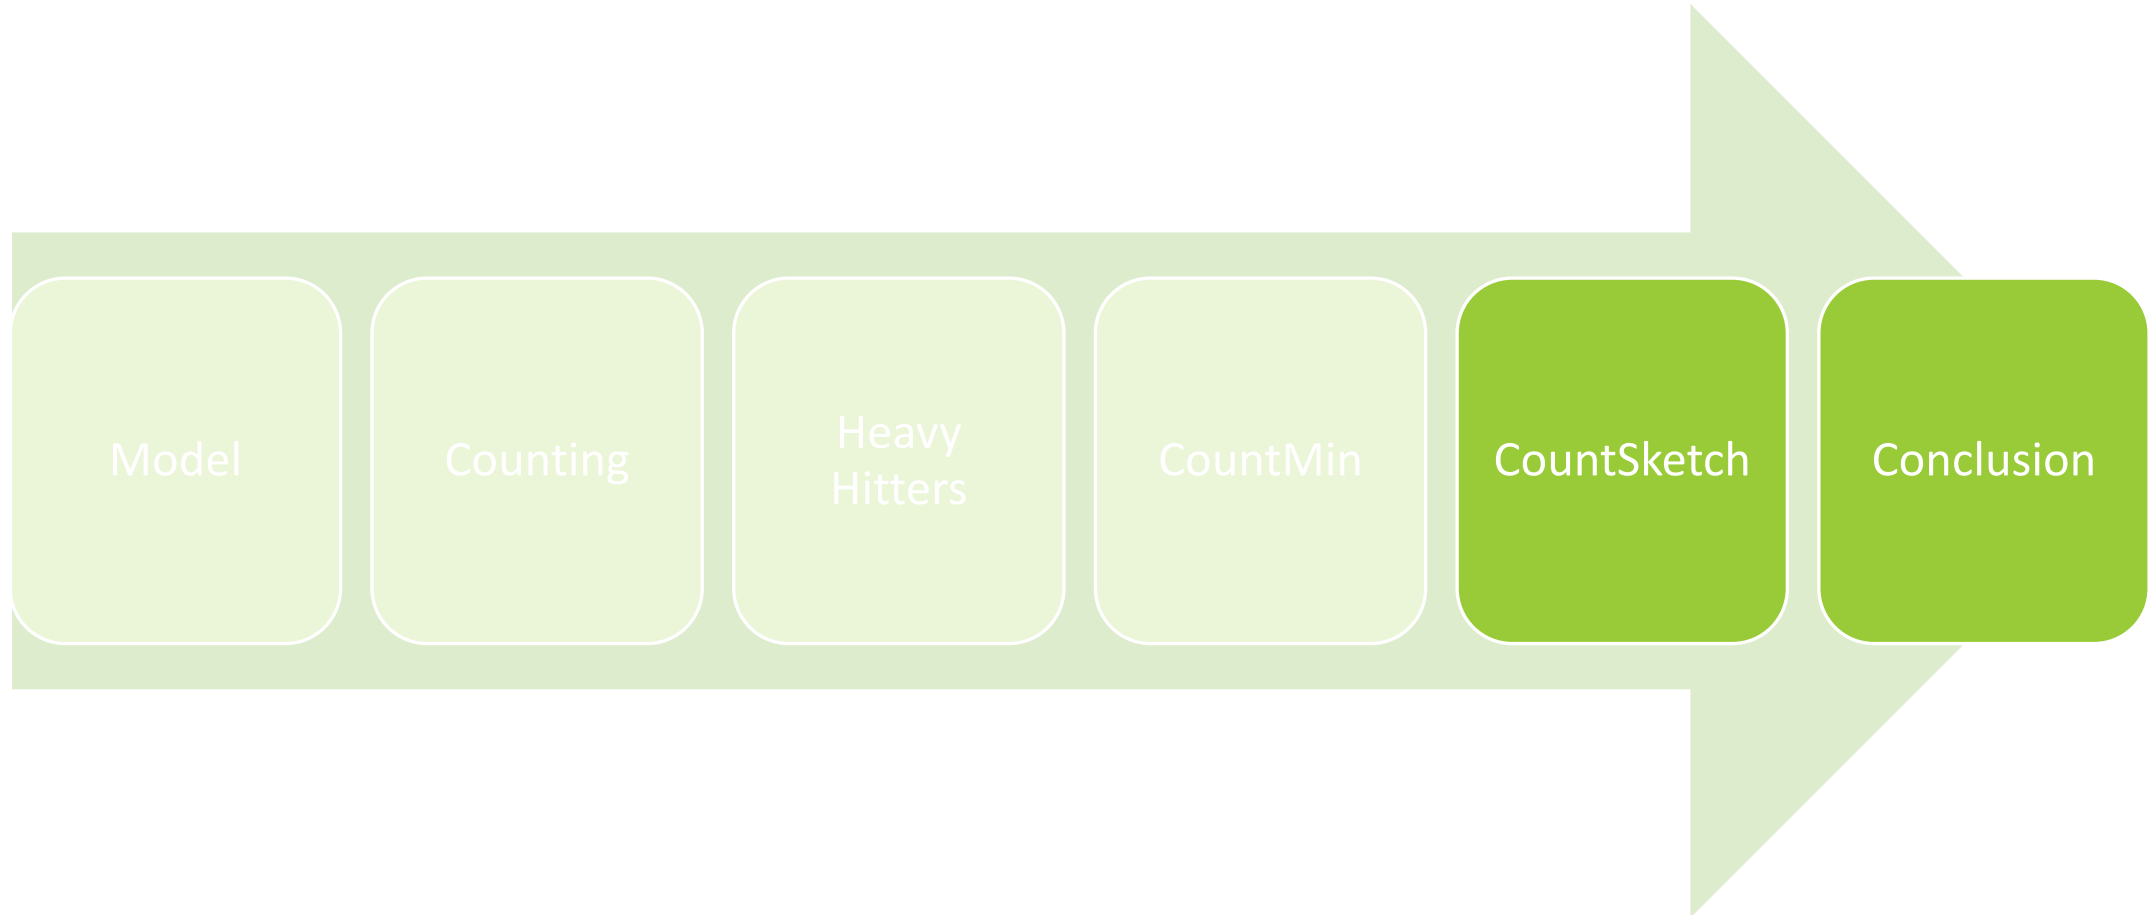 Model
Counting
Heavy
Hitters
CountMin
CountSketch
Conclusion